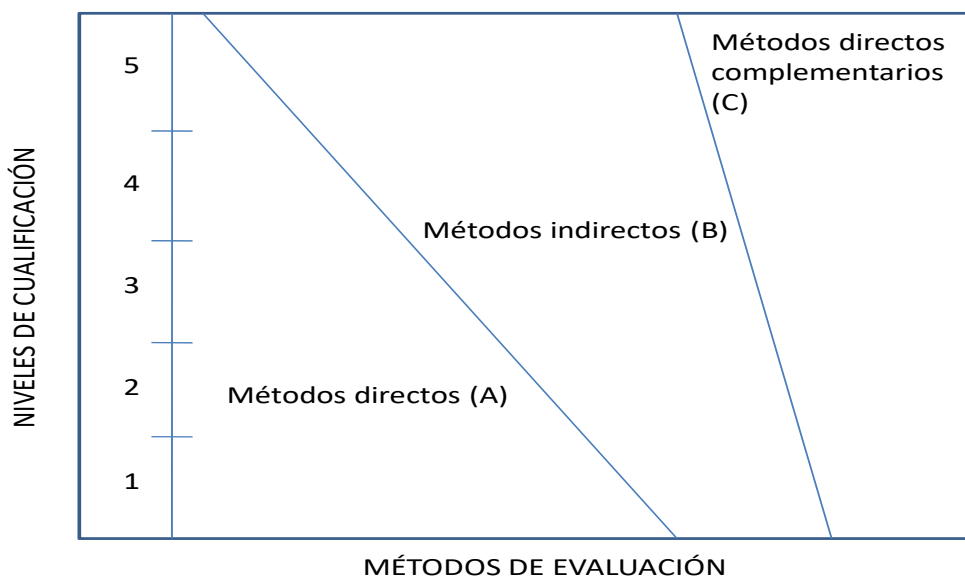 Métodos directos
complementarios
(C)
5
4
Métodos indirectos (B)
3
2
Métodos directos (A)
1
NIVELES DE CUALIFICACIÓN
MÉTODOS DE EVALUACIÓN